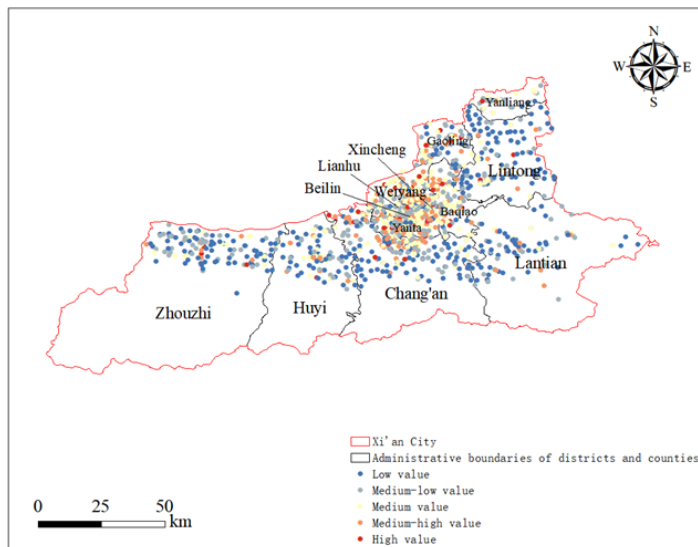 N
W E
S
Yanliang
Gaoling
Xincheng
Lianhu
Lintong
Weiyang
Beilin
Baqiao
Yanta
Lantian
Chang'an
Zhouzhi
Huyi
Xi'an City
Administrative boundaries of districts and counties
Low value
Medium-low value
Medium value
Medium-high value
High value
0 25 50
km